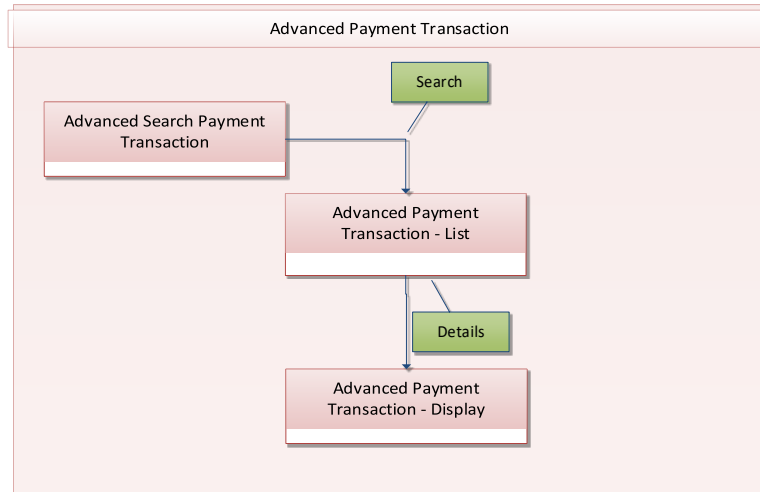 Advanced Payment Transaction
Search
Advanced Search Payment
Transaction
Advanced Payment
Transaction - List
Details
Advanced Payment
Transaction - Display